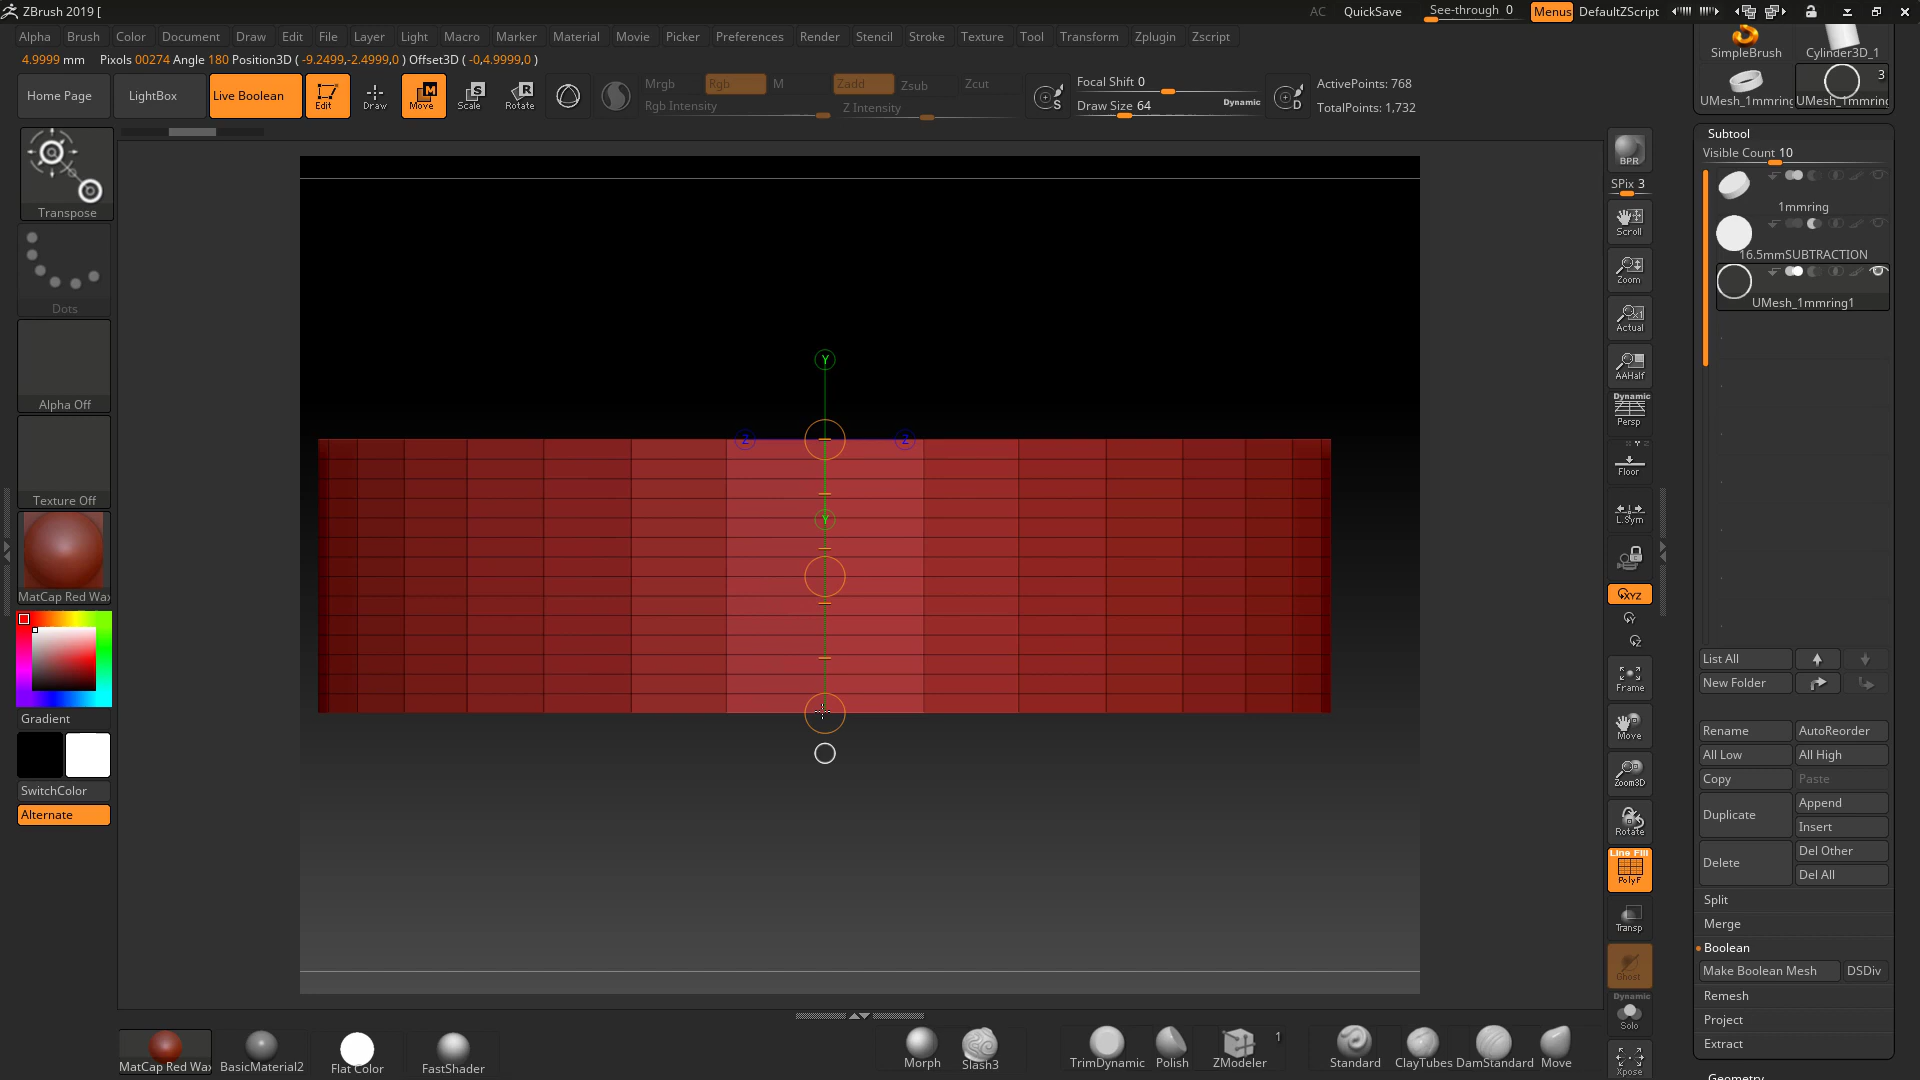 ZBrush 2019 [
AC QuickSave See-through 0 Menus DefaultZScript
Alpha Brush Color Document Draw Edit File Layer Light Macro Marker Material Movie Picker Preferences Render Stencil Stroke Texture Tool Transform Zplugin Zscript
4.9999 mm Pixols 00274 Angle 180 Position3D ( -9.2499,-2.4999,0 ) Offset3D ( -0,4.9999,0 )
Home Page LightBox Live Boolean Edit Draw Move Scale Rotate
Mrgb Rgb M Zadd Zsub Zcut
Rgb Intensity Z Intensity
Focal Shift 0
Draw Size 64 Dynamic
ActivePoints: 768
TotalPoints: 1,732
Transpose
Dots
Alpha Off
Texture Off
MatCap Red Wax
Gradient
SwitchColor
Alternate
Y
Z Z
Y
BPR
SPix 3
Scroll
Zoom
Actual
AAHalf
Dynamic
Persp
Floor
L.Sym
XYZ
Y
Z
Frame
Move
Zoom3D
Rotate
Line Fill
PolyF
Transp
Ghost
Dynamic
Solo
Xpose
SimpleBrush Cylinder3D_1
3
UMesh_1mmring UMesh_1mmring
Subtool
Visible Count 10
1mmring
16.5mmSUBTRACTION
UMesh_1mmring1
List All
New Folder
Rename AutoReorder
All Low All High
Copy Paste
Duplicate Append
Insert
Delete Del Other
Del All
Split
Merge
Boolean
Make Boolean Mesh DSDiv
Remesh
Project
Extract
Geometry
MatCap Red Wax BasicMaterial2 Flat Color FastShader Morph Slash3 TrimDynamic Polish ZModeler 1 Standard ClayTubes DamStandard Move